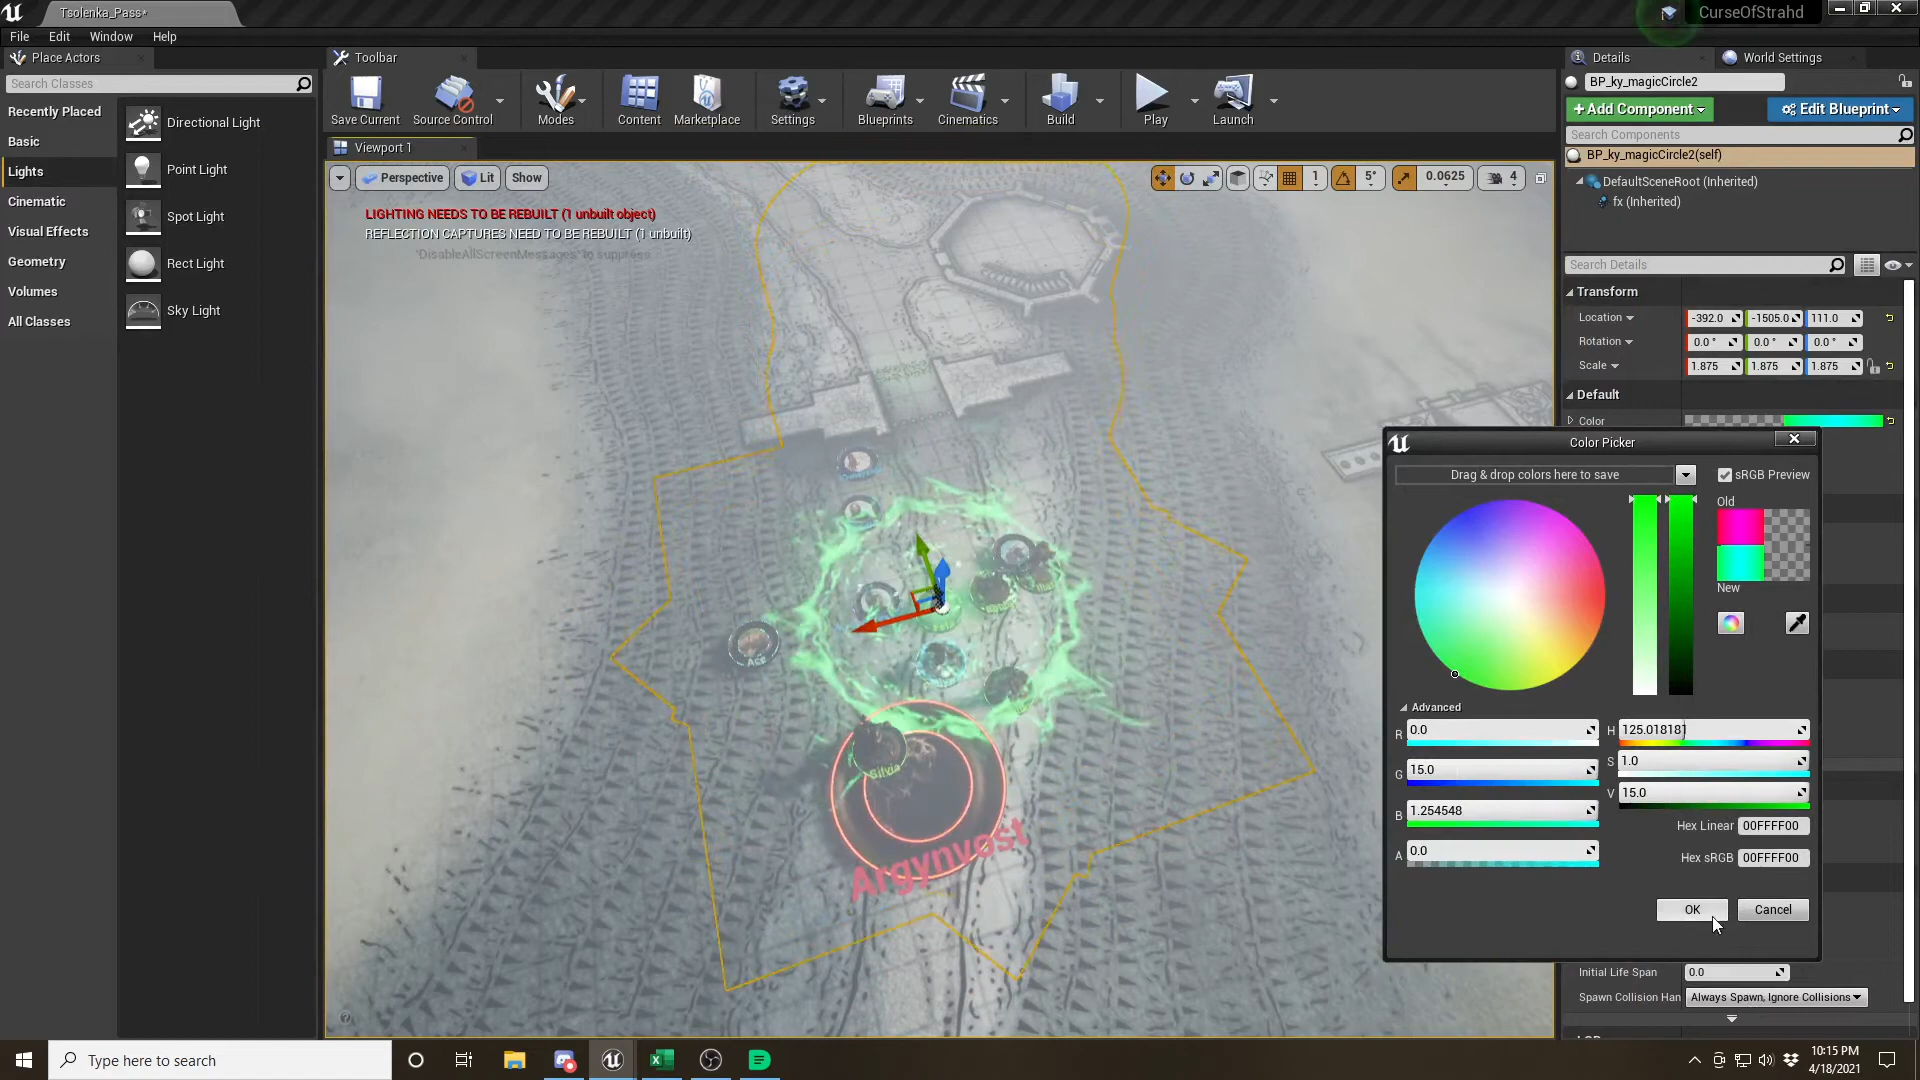 Tsolenka_Pass*
CurseOfStrahd
File Edit Window Help
Place Actors
Search Classes
Recently Placed
Basic
Lights
Cinematic
Visual Effects
Geometry
Volumes
All Classes
Directional Light
Point Light
Spot Light
Rect Light
Sky Light
Toolbar
Save Current
Source Control
Modes
Content
Marketplace
Settings
Blueprints
Cinematics
Build
Play
Launch
Viewport 1
Perspective Lit Show
1 5° 0.0625 4
LIGHTING NEEDS TO BE REBUILT (1 unbuilt object)
REFLECTION CAPTURES NEED TO BE REBUILT (1 unbuilt)
'DisableAllScreenMessages' to suppress
Ace
Silvia
Argynvost
Details World Settings
BP_ky_magicCircle2
+Add Component Edit Blueprint
Search Components
BP_ky_magicCircle2(self)
DefaultSceneRoot (Inherited)
fx (Inherited)
Search Details
Transform
Location -392.0 -1505.0 111.0
Rotation 0.0 ° 0.0 ° 0.0 °
Scale 1.875 1.875 1.875
Default
Color
Color Picker
Drag & drop colors here to save
sRGB Preview
Old
New
Advanced
R 0.0
G 15.0
B 1.254548
A 0.0
H 125.018181
S 1.0
V 15.0
Hex Linear 00FFFF00
Hex sRGB 00FFFF00
OK Cancel
Initial Life Span 0.0
Spawn Collision Han Always Spawn, Ignore Collisions
Type here to search
10:15 PM
4/18/2021